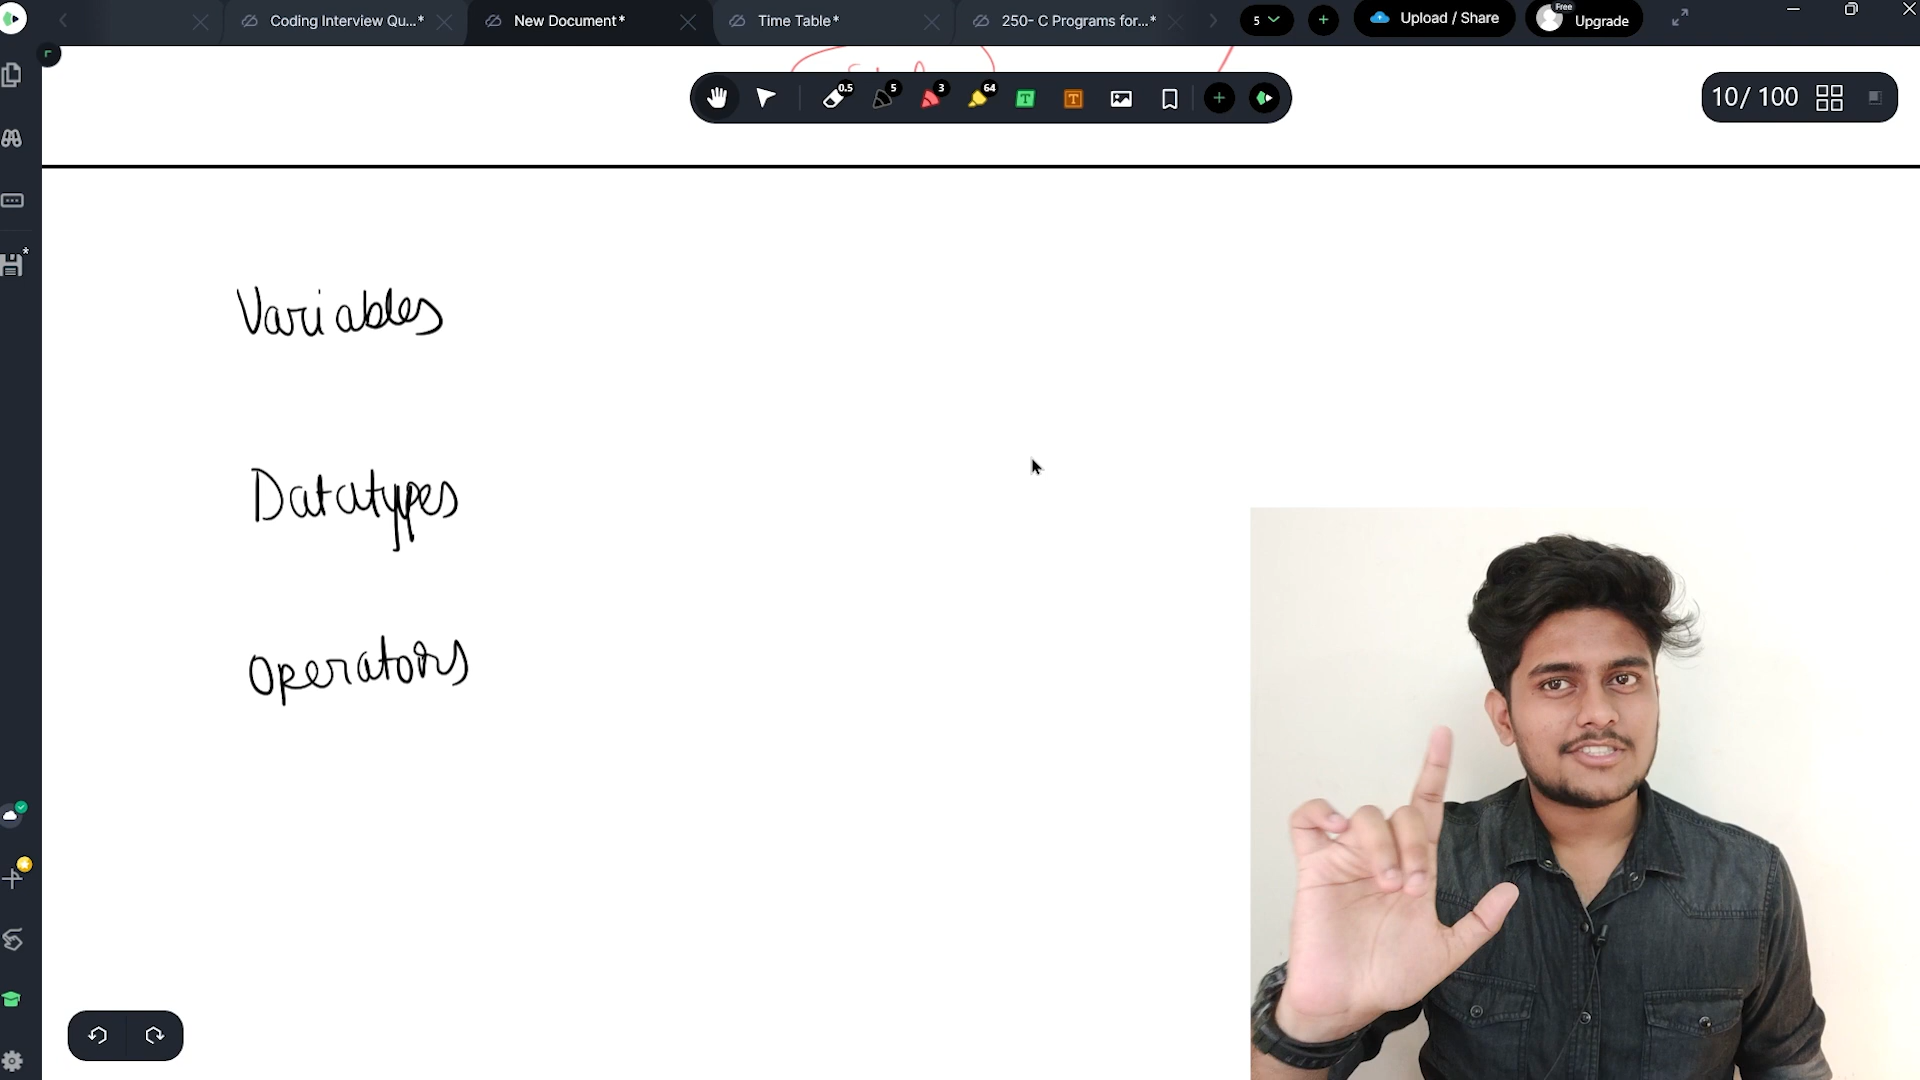 Coding Interview Qu...* New Document* Time Table* 250- C Programs for...* 5 Upload / Share Free Upgrade
0.5 5 3 64 T T 10/ 100
Variables
Datatypes
Operators